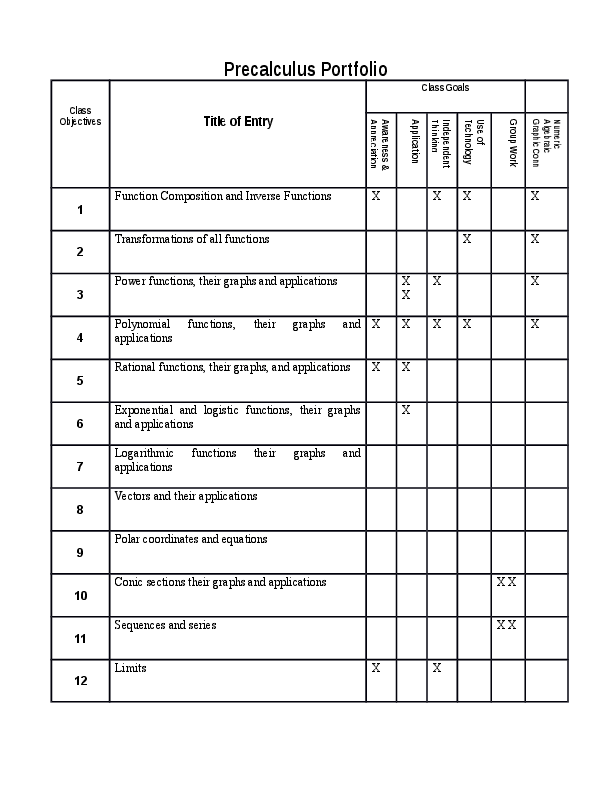 Precalculus Portfolio
Class Objectives
Title of Entry
Class Goals
Awareness &
Appreciation
Application
Independent
Thinking
Use of
Technology
Group Work
Numeric
Algebraic
Graphic Conn
1 Function Composition and Inverse Functions X X X X
2 Transformations of all functions X X
3 Power functions, their graphs and applications X X X
X
4 Polynomial functions, their graphs and X X X X X
applications
5 Rational functions, their graphs, and applications X X
6 Exponential and logistic functions, their graphs X
and applications
7 Logarithmic functions their graphs and
applications
8 Vectors and their applications
9 Polar coordinates and equations
10 Conic sections their graphs and applications X X
11 Sequences and series X X
12 Limits X X